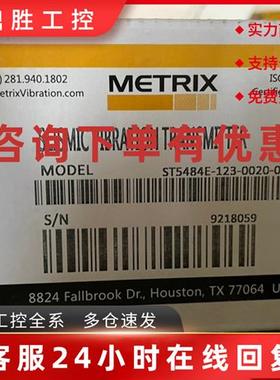 启胜工控
实力
支持
) 281.940.1802
etrixVibration.com
METRIX
ISO
咨询下单有优惠
MODEL
ST5484E-123-0020-0
S/N
9218059
8824 Fallbrook Dr., Houston, TX 77064 U
工控全系 多仓速发
客服24小时在线回复